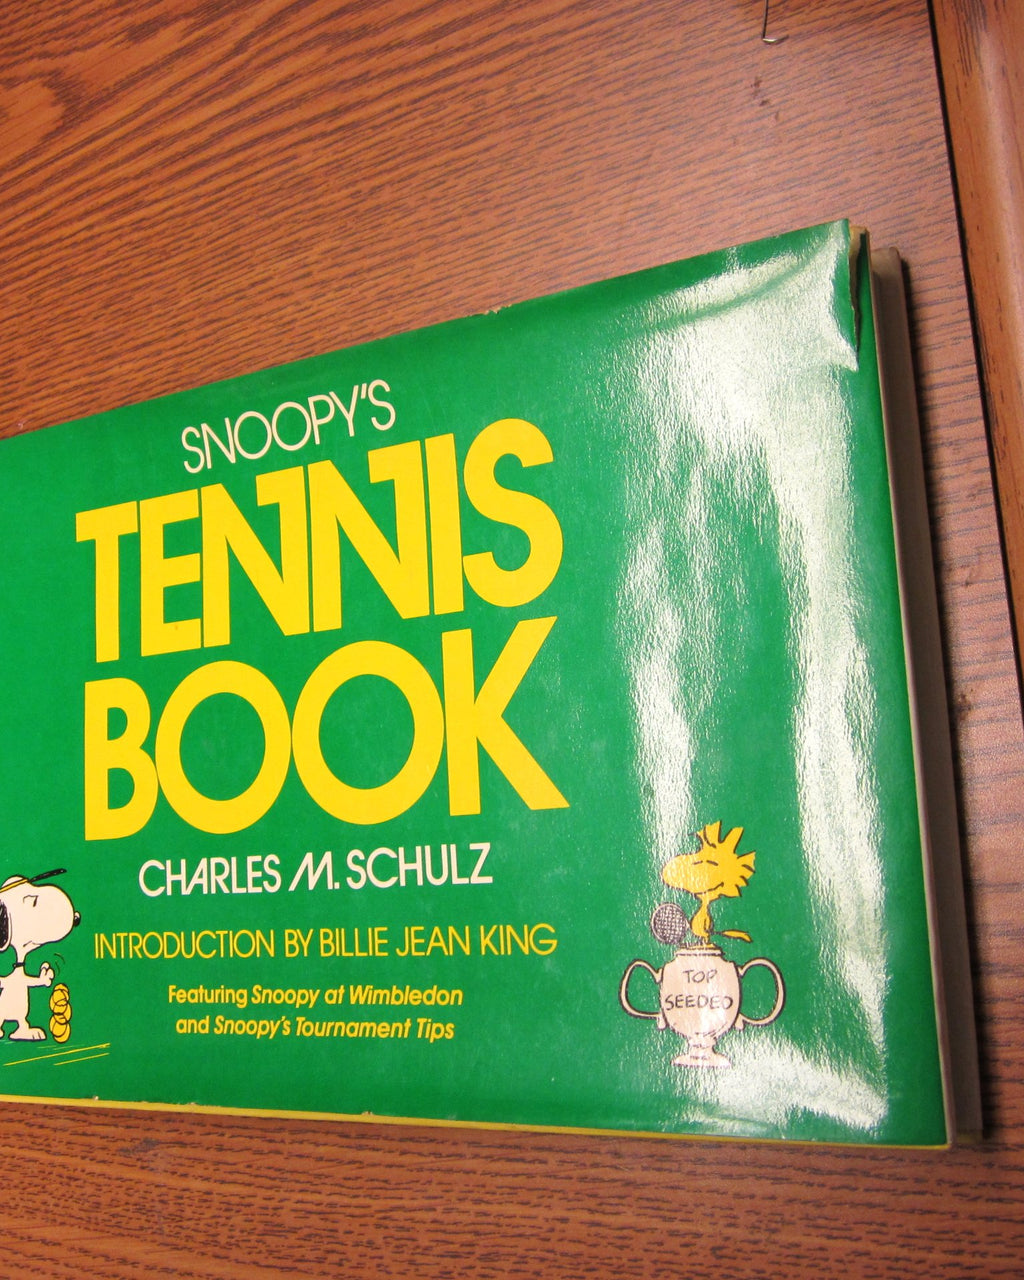 SNOOPY'S
TENNIS
BOOK
CHARLES M. SCHULZ
INTRODUCTION BY BILLIE JEAN KING
Featuring Snoopy at Wimbledon
and Snoopy's Tournament Tips
TOP
SEEDED